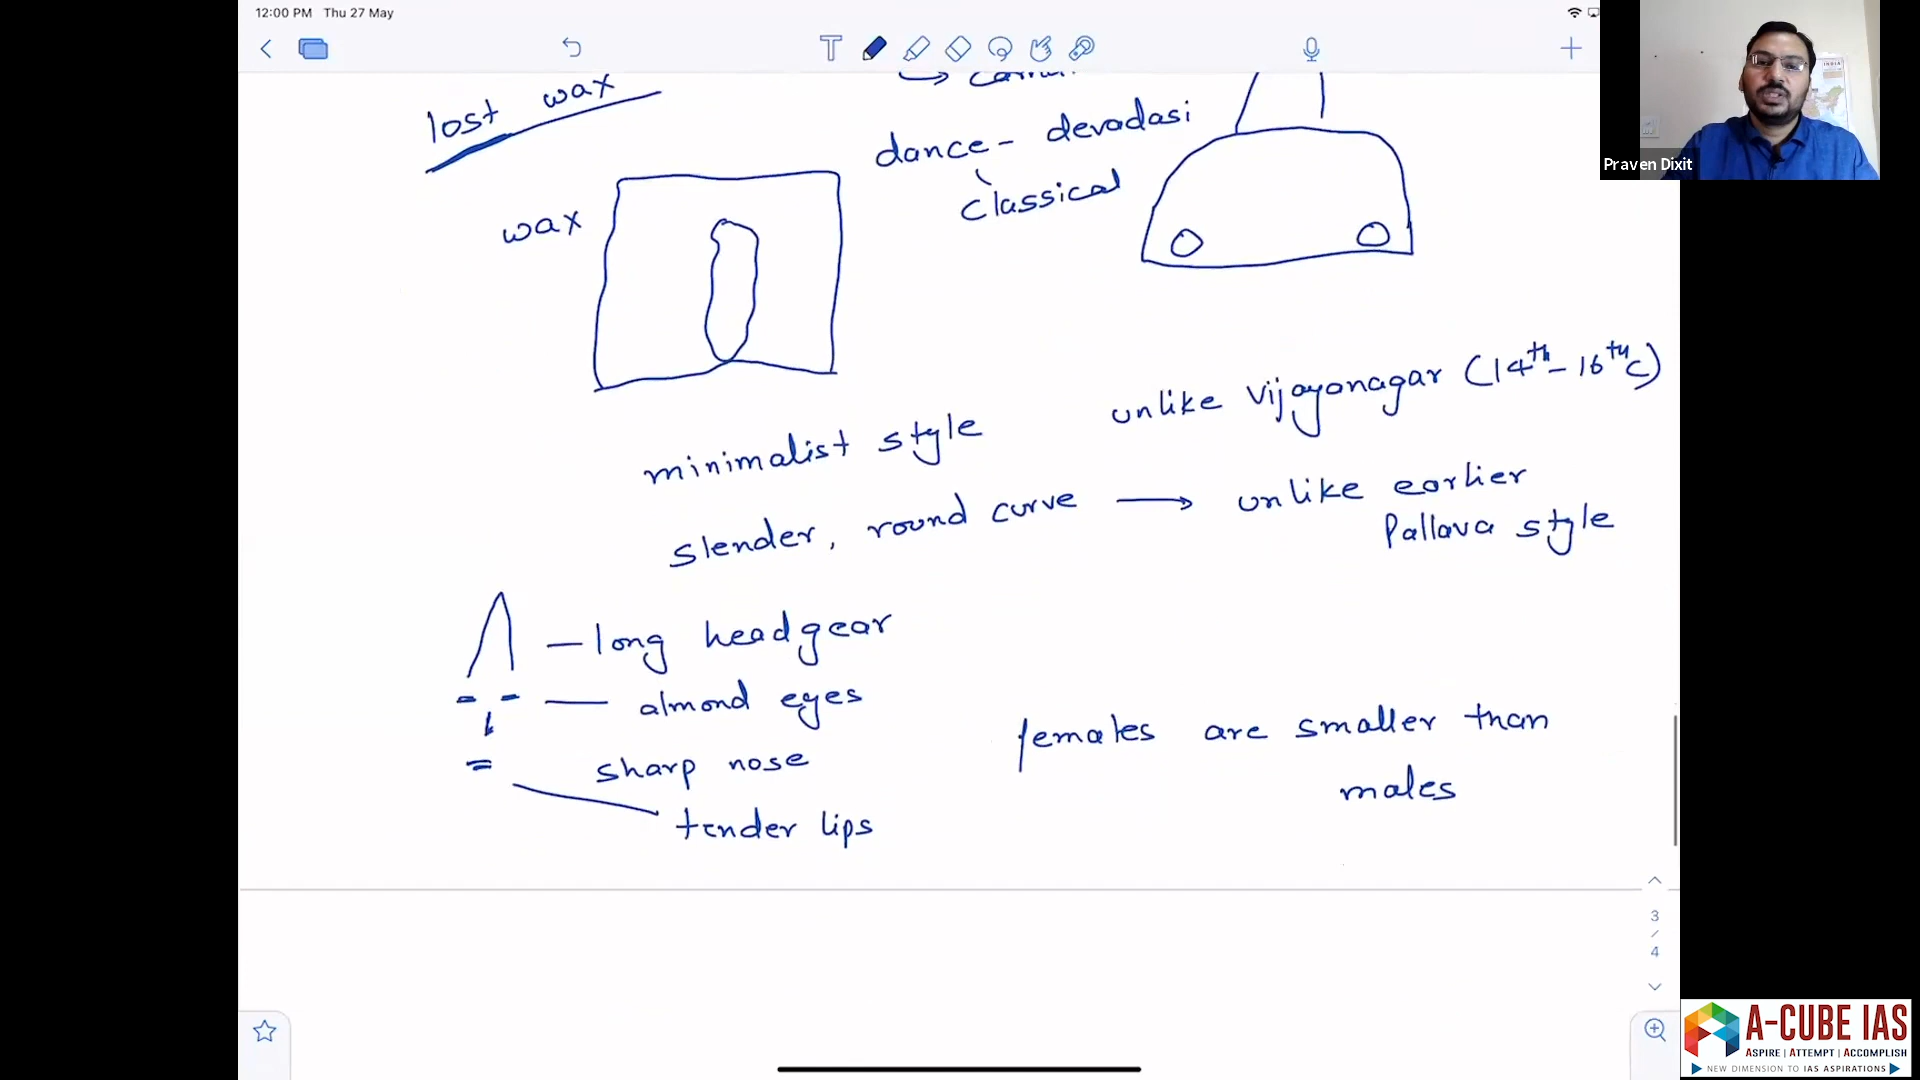 12:00 PM Thu 27 May
Praven Dixit
lost wax
dance - devadasi
classical
wax
unlike Vijayanagar (14th - 16th c)
minimalist style
slender, round curve → unlike earlier
Pallava style
— long headgear
— almond eyes
sharp nose
tender lips
females are smaller than
males
3
/
4
A-CUBE IAS
ASPIRE | ATTEMPT | ACCOMPLISH
NEW DIMENSION TO IAS ASPIRATIONS